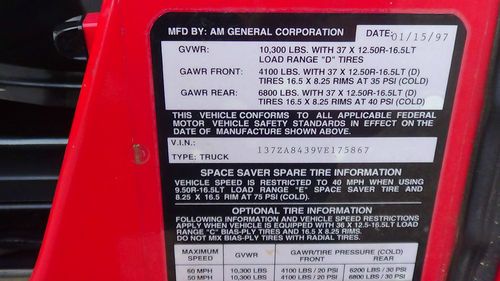 MFD BY: AM GENERAL CORPORATION DATE: 01/15/97
GVWR: 10,300 LBS. WITH 37 X 12.50R-16.5LT
LOAD RANGE "D" TIRES
GAWR FRONT: 4100 LBS. WITH 37 X 12.50R-16.5LT (D)
TIRES 16.5 X 8.25 RIMS AT 35 PSI (COLD)
GAWR REAR: 6800 LBS. WITH 37 X 12.50R-16.5LT (D)
TIRES 16.5 X 8.25 RIMS AT 40 PSI (COLD)
THIS VEHICLE CONFORMS TO ALL APPLICABLE FEDERAL
MOTOR VEHICLE SAFETY STANDARDS IN EFFECT ON THE
DATE OF MANUFACTURE SHOWN ABOVE.
V.I.N.: 137ZA8439VE175867
TYPE: TRUCK
SPACE SAVER SPARE TIRE INFORMATION
VEHICLE SPEED IS RESTRICTED TO 40 MPH WHEN USING
9.50R-16.5LT LOAD RANGE "E" SPACE SAVER TIRE AND
8.25 X 16.5 RIM AT 75 PSI (COLD).
OPTIONAL TIRE INFORMATION
FOLLOWING INFORMATION AND VEHICLE SPEED RESTRICTIONS
APPLY WHEN VEHICLE IS EQUIPPED WITH 36 X 12.5-16.5LT LOAD
RANGE "C" BIAS-PLY TIRES AND 16.5 X 8.25 RIMS.
DO NOT MIX BIAS-PLY TIRES WITH RADIAL TIRES.
MAXIMUM SPEED GVWR GAWR/TIRE PRESSURE (COLD)
FRONT REAR
60 MPH 10,300 LBS 4100 LBS / 20 PSI 6200 LBS / 30 PSI
50 MPH 10,300 LBS 4100 LBS / 20 PSI 6800 LBS / 30 PSI